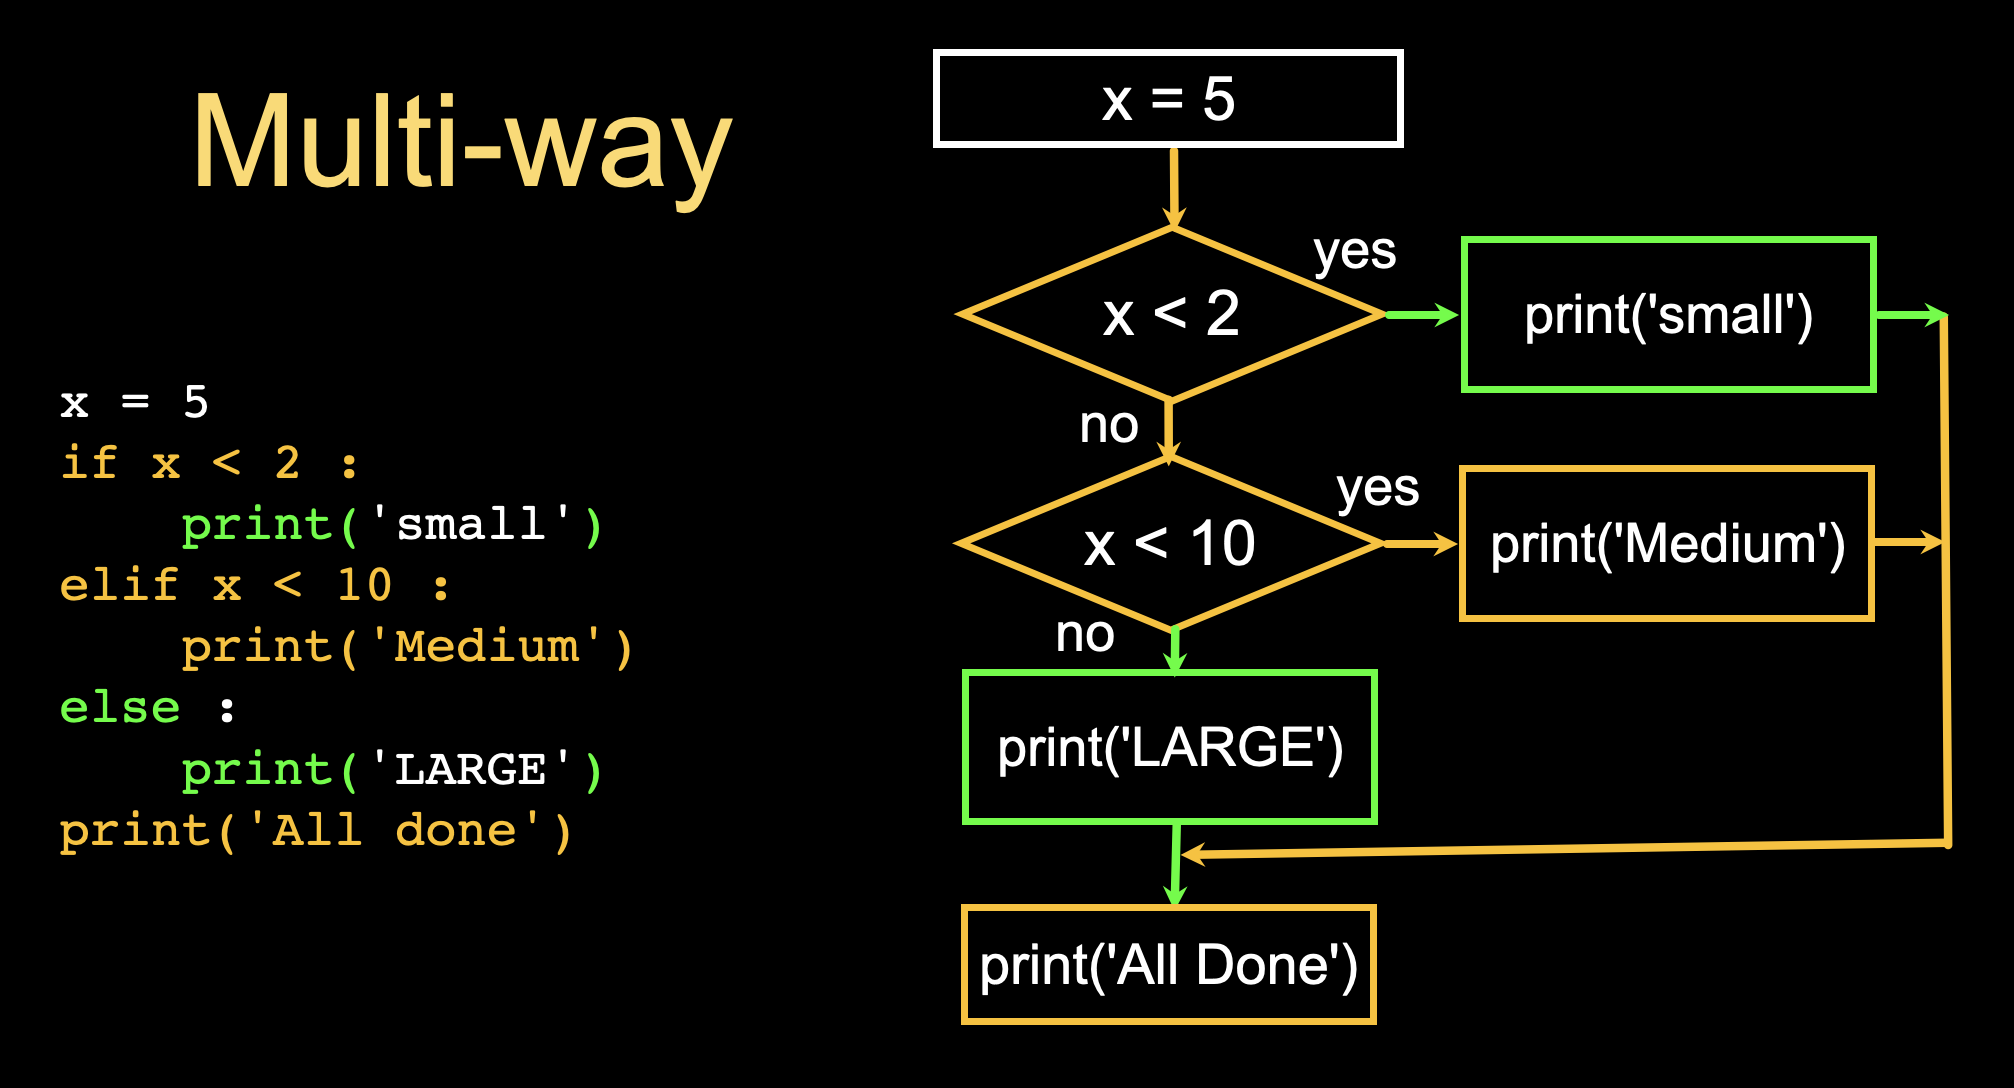 Multi-way
x = 5
if x < 2 :
    print('small')
elif x < 10 :
    print('Medium')
else :
    print('LARGE')
print('All done')
x = 5
x < 2
yes
print('small')
no
x < 10
yes
print('Medium')
no
print('LARGE')
print('All Done')